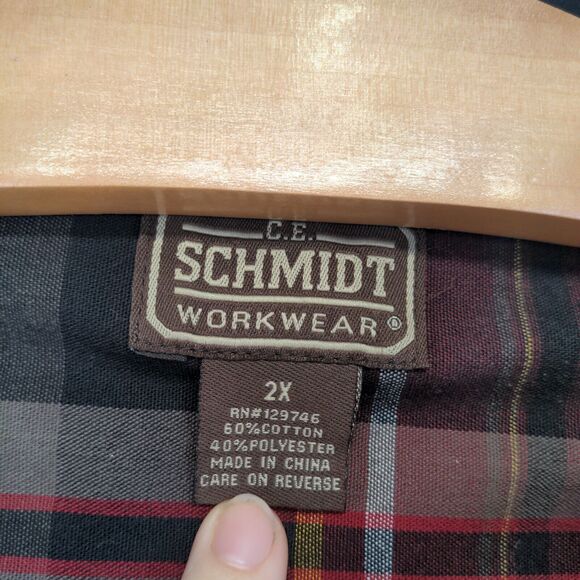 C.E.
SCHMIDT
WORKWEAR®
2X
RN#129746
60%COTTON
40%POLYESTER
MADE IN CHINA
CARE ON REVERSE